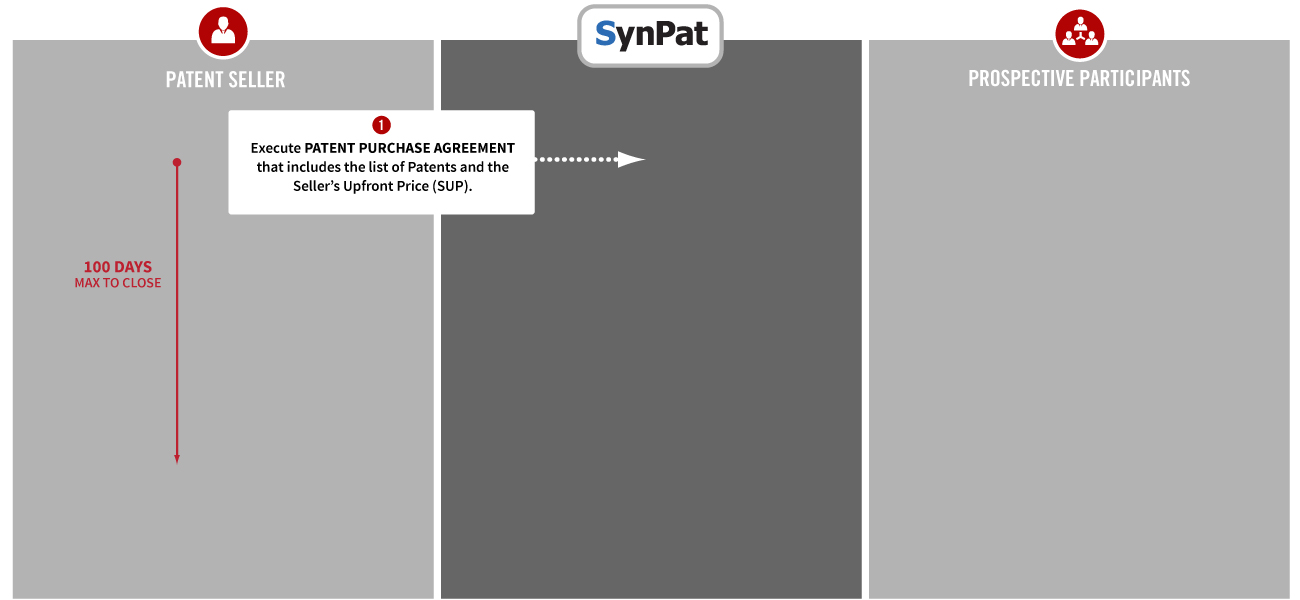 SynPat
PATENT SELLER
PROSPECTIVE PARTICIPANTS
1
Execute PATENT PURCHASE AGREEMENT
that includes the list of Patents and the
Seller’s Upfront Price (SUP).
100 DAYS
MAX TO CLOSE